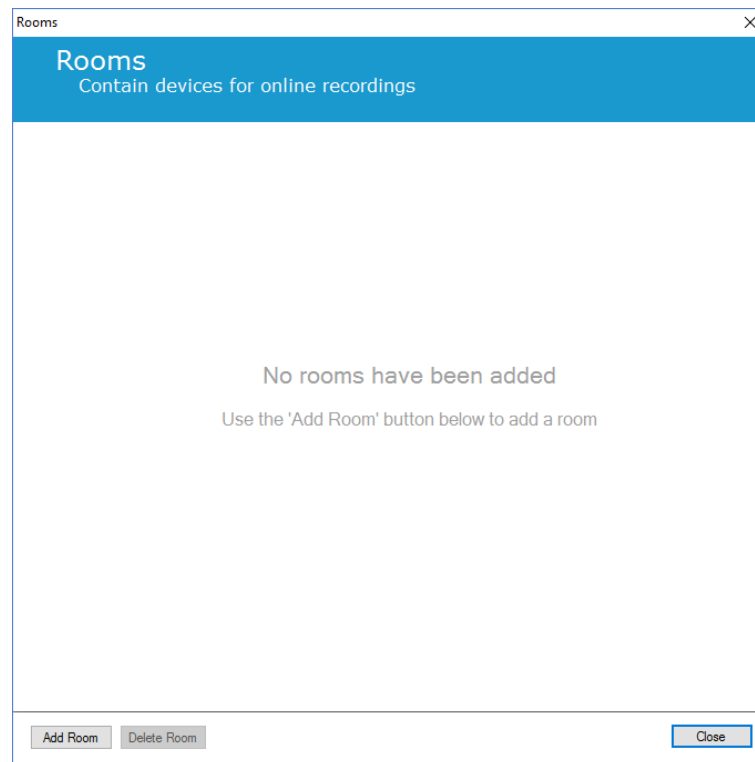 Rooms
Rooms
Contain devices for online recordings
No rooms have been added
Use the 'Add Room' button below to add a room
Add Room Delete Room Close